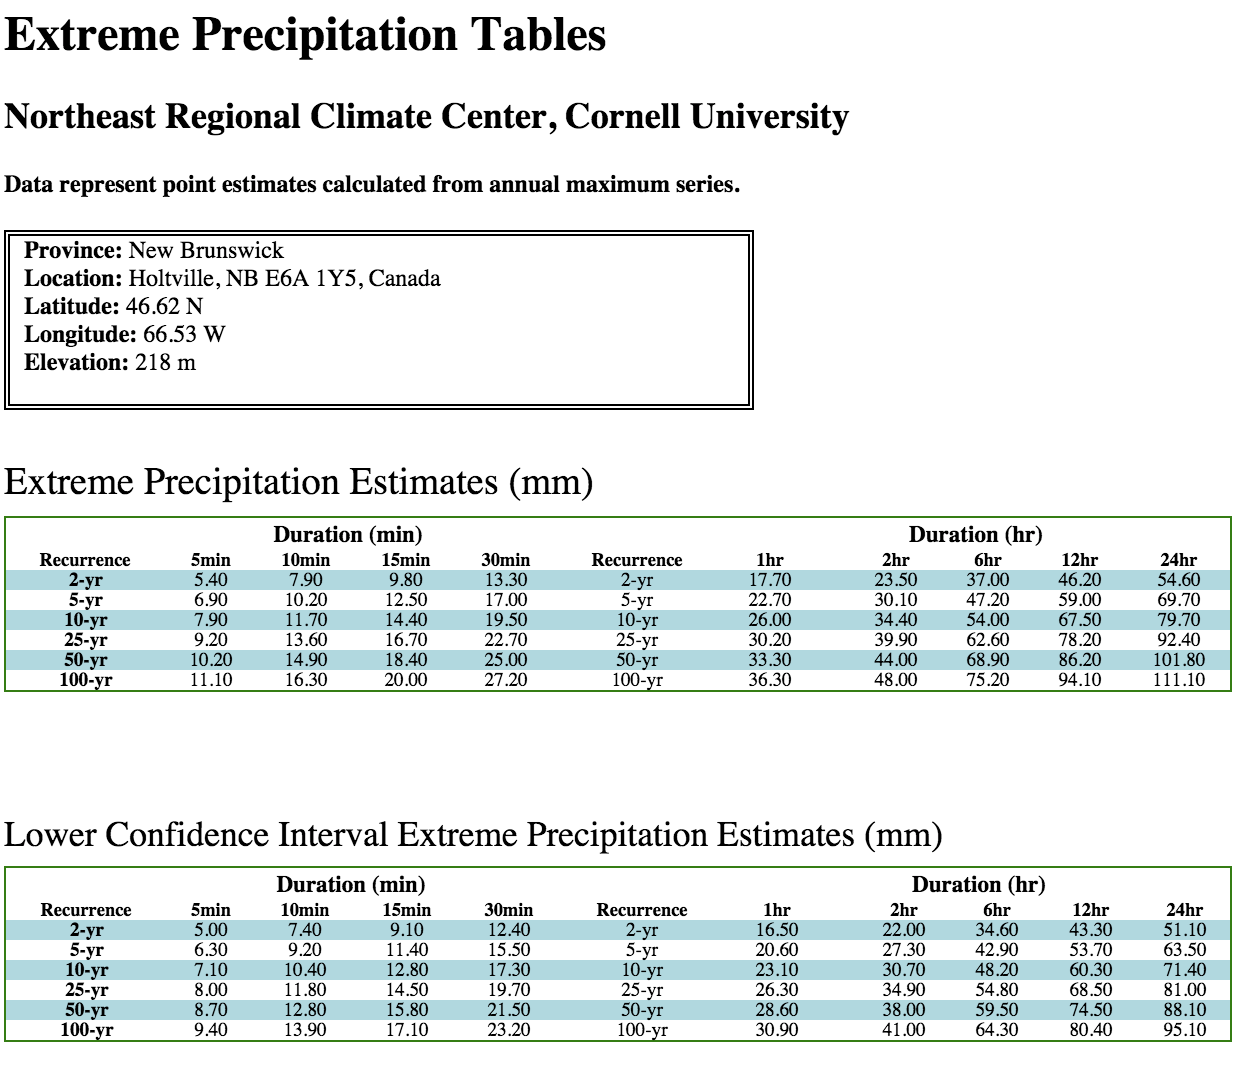 Extreme Precipitation Tables
Northeast Regional Climate Center, Cornell University
Data represent point estimates calculated from annual maximum series.
Province: New Brunswick
Location: Holtville, NB E6A 1Y5, Canada
Latitude: 46.62 N
Longitude: 66.53 W
Elevation: 218 m
Extreme Precipitation Estimates (mm)
Duration (min) Duration (hr)
Recurrence 5min 10min 15min 30min Recurrence 1hr 2hr 6hr 12hr 24hr
2-yr 5.40 7.90 9.80 13.30 2-yr 17.70 23.50 37.00 46.20 54.60
5-yr 6.90 10.20 12.50 17.00 5-yr 22.70 30.10 47.20 59.00 69.70
10-yr 7.90 11.70 14.40 19.50 10-yr 26.00 34.40 54.00 67.50 79.70
25-yr 9.20 13.60 16.70 22.70 25-yr 30.20 39.90 62.60 78.20 92.40
50-yr 10.20 14.90 18.40 25.00 50-yr 33.30 44.00 68.90 86.20 101.80
100-yr 11.10 16.30 20.00 27.20 100-yr 36.30 48.00 75.20 94.10 111.10
Lower Confidence Interval Extreme Precipitation Estimates (mm)
Duration (min) Duration (hr)
Recurrence 5min 10min 15min 30min Recurrence 1hr 2hr 6hr 12hr 24hr
2-yr 5.00 7.40 9.10 12.40 2-yr 16.50 22.00 34.60 43.30 51.10
5-yr 6.30 9.20 11.40 15.50 5-yr 20.60 27.30 42.90 53.70 63.50
10-yr 7.10 10.40 12.80 17.30 10-yr 23.10 30.70 48.20 60.30 71.40
25-yr 8.00 11.80 14.50 19.70 25-yr 26.30 34.90 54.80 68.50 81.00
50-yr 8.70 12.80 15.80 21.50 50-yr 28.60 38.00 59.50 74.50 88.10
100-yr 9.40 13.90 17.10 23.20 100-yr 30.90 41.00 64.30 80.40 95.10